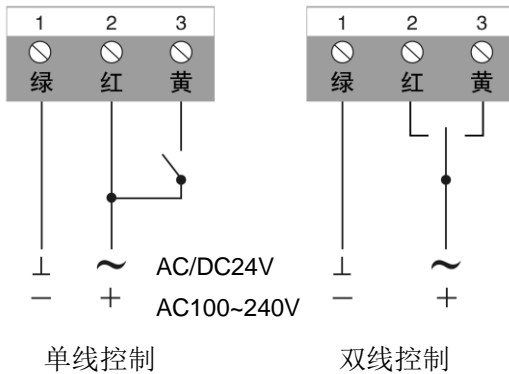 1 2 3
绿 红 黄
1 2 3
绿 红 黄
⊥ ~ AC/DC24V
− + AC100~240V
⊥ ~
− +
单线控制
双线控制